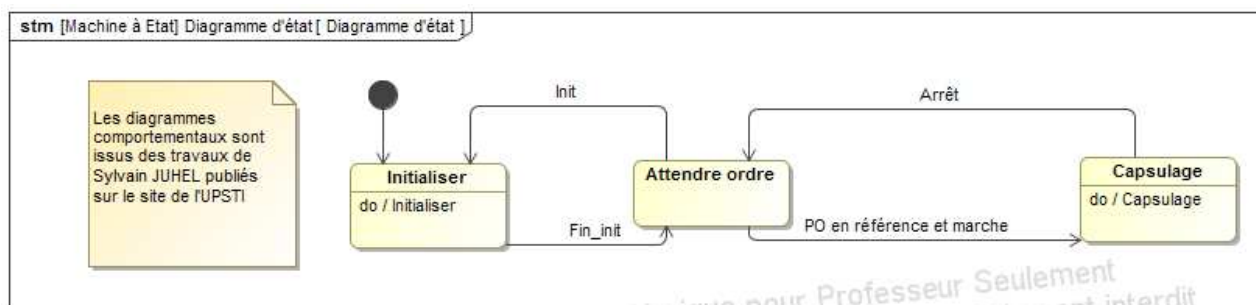 stm [Machine à Etat] Diagramme d'état [ Diagramme d'état ]
Les diagrammes
comportementaux sont
issus des travaux de
Sylvain JUHEL publiés
sur le site de l'UPSTI
Init
Arrêt
Initialiser
do / Initialiser
Attendre ordre
Capsulage
do / Capsulage
Fin_init
PO en référence et marche
pour Professeur Seulement
interdit